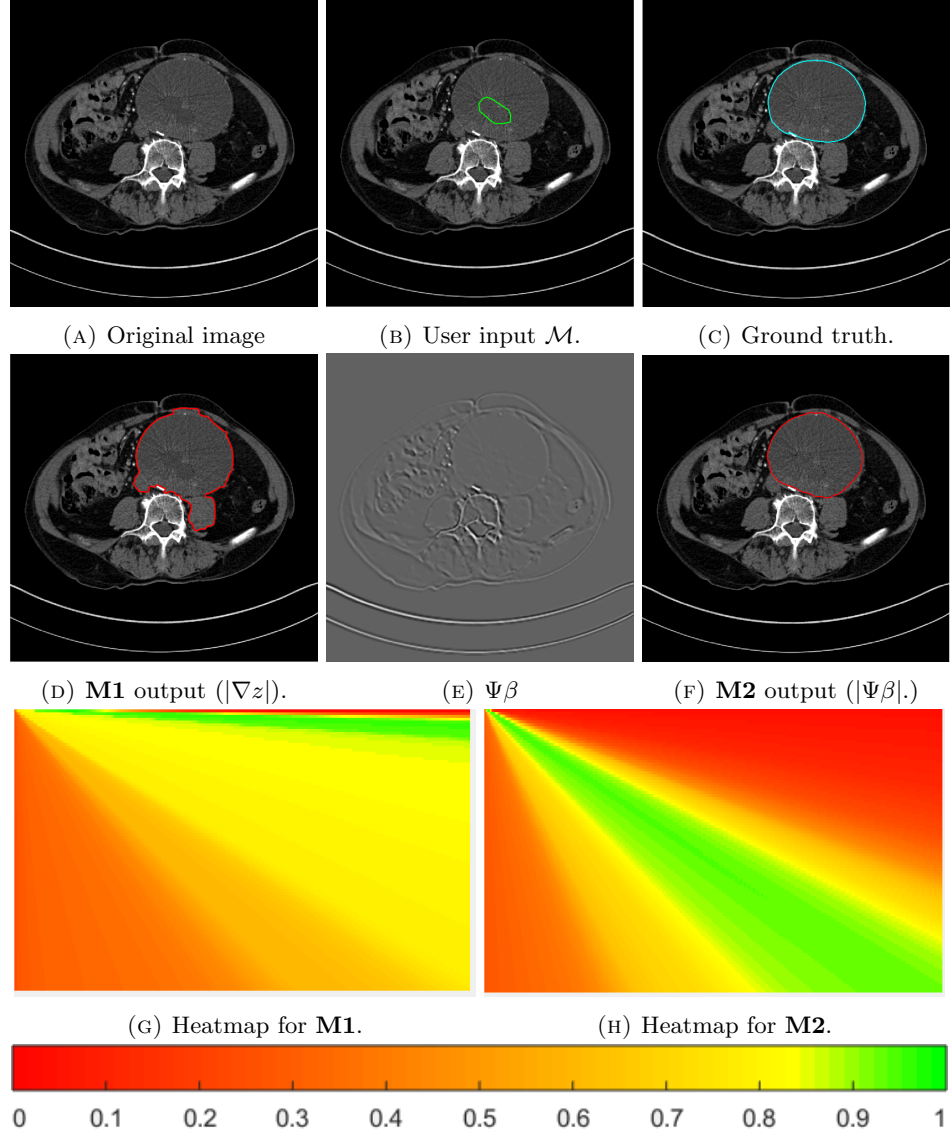 (A) Original image
(B) User input ℳ.
(C) Ground truth.
(D) M1 output (|∇z|).
(E) Ψβ
(F) M2 output (|Ψβ|.)
(G) Heatmap for M1.
(H) Heatmap for M2.
0 0.1 0.2 0.3 0.4 0.5 0.6 0.7 0.8 0.9 1